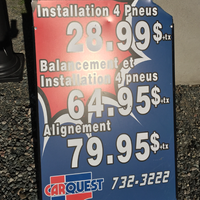 Installation 4 Pneus
28.99$+tx
Balancement et
Installation 4 pneus
64.95$+tx
Alignement
79.95$+tx
CARQUEST 732-3222